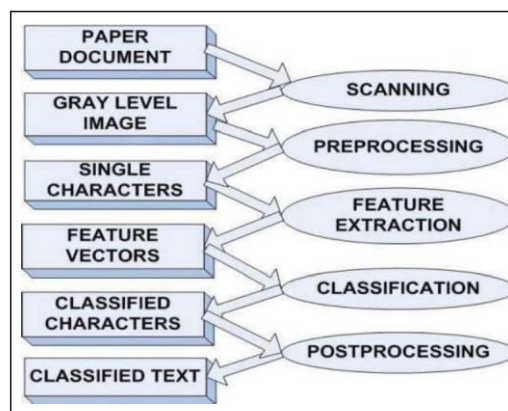 PAPER
DOCUMENT
SCANNING
GRAY LEVEL
IMAGE
PREPROCESSING
SINGLE
CHARACTERS
FEATURE
EXTRACTION
FEATURE
VECTORS
CLASSIFICATION
CLASSIFIED
CHARACTERS
POSTPROCESSING
CLASSIFIED TEXT